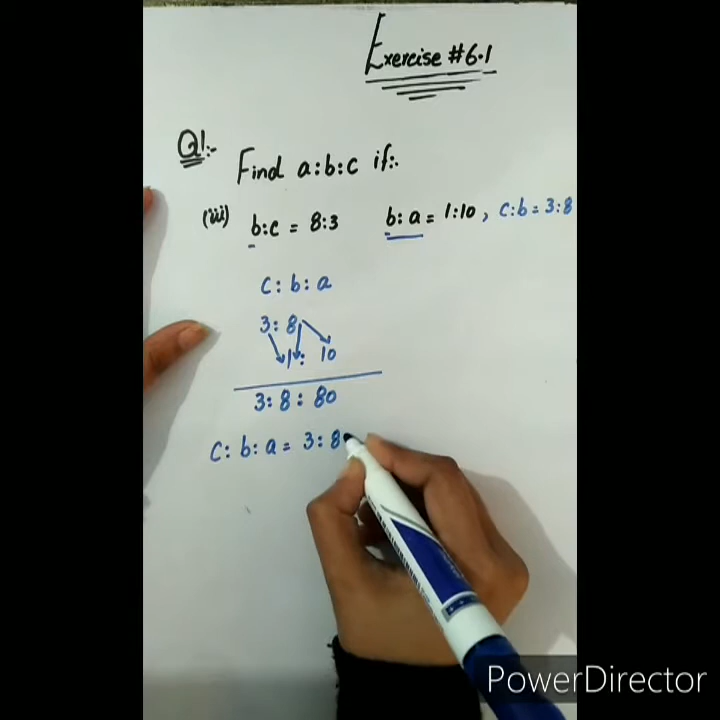 Exercise #6.1
Q1:- Find a:b:c if:-
(iii) b:c = 8:3 b:a = 1:10, c:b = 3:8
c: b: a
3: 8
1: 10
3: 8: 80
c: b: a = 3: 8
PowerDirector